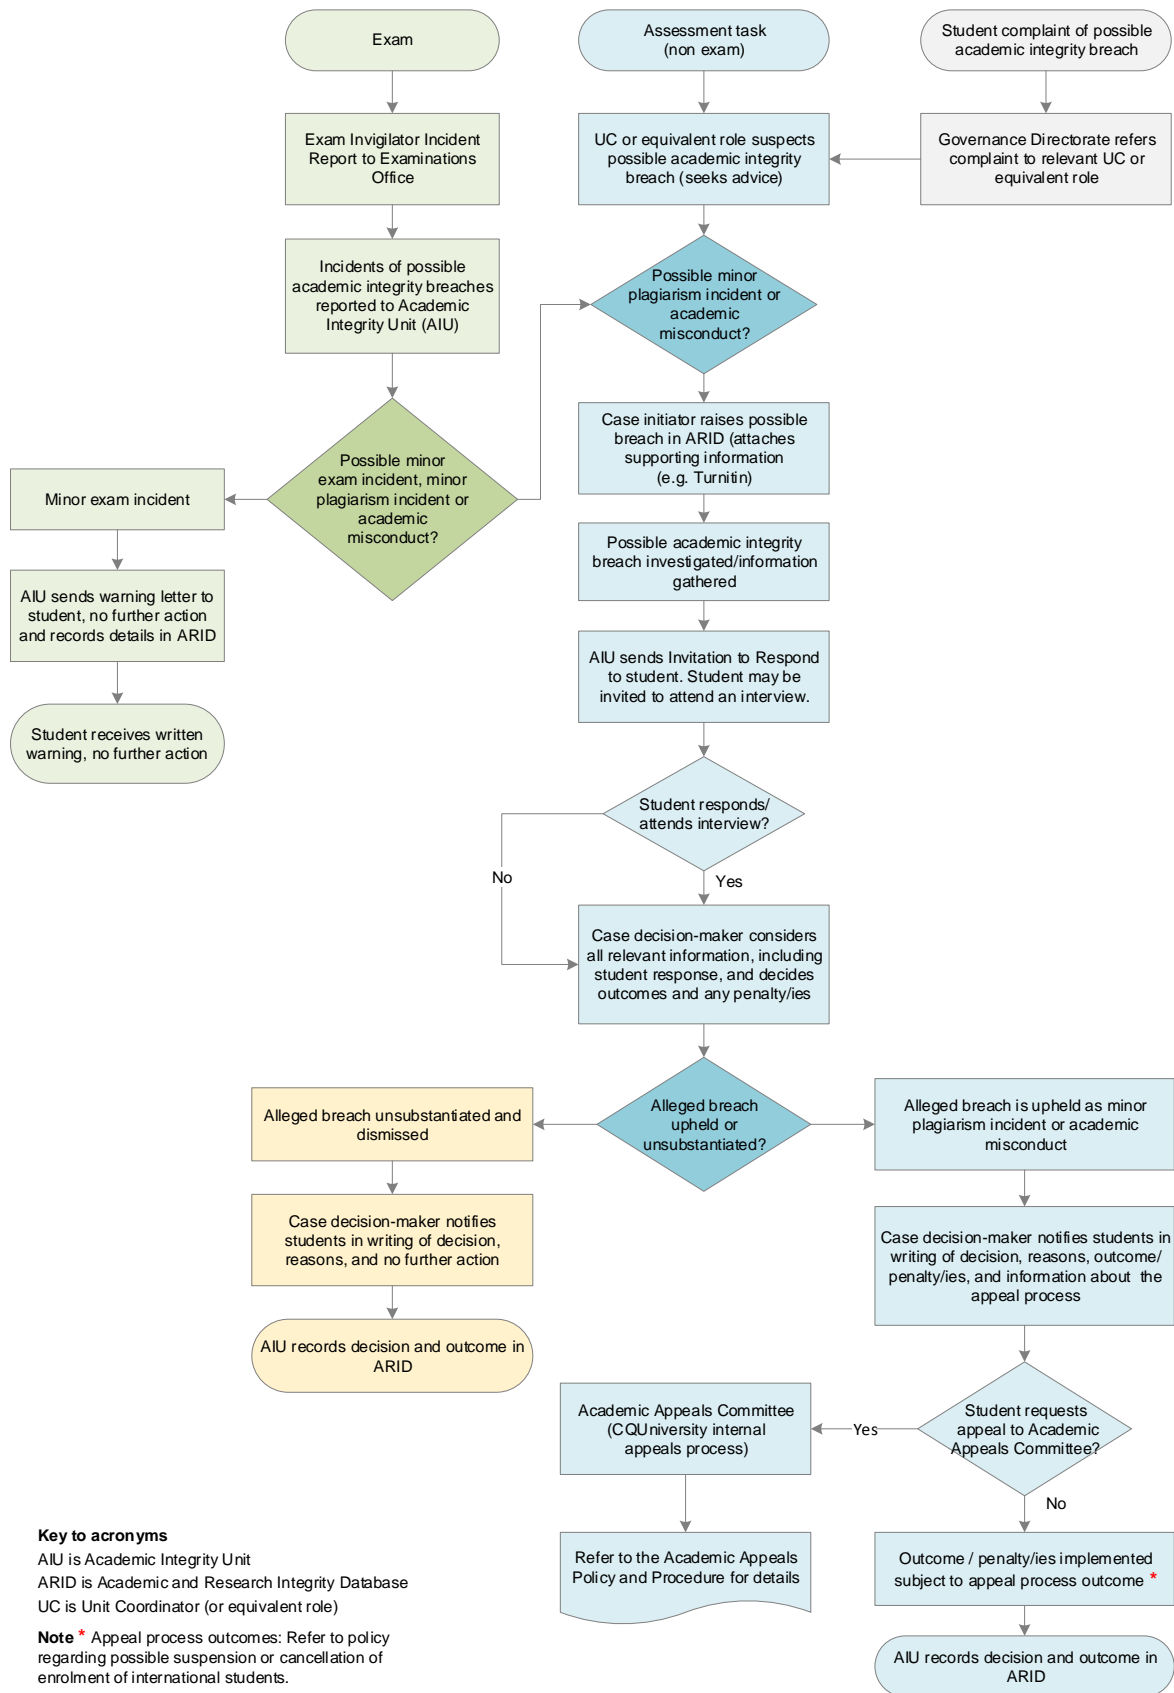 Exam
Assessment task
(non exam)
Student complaint of possible
academic integrity breach
Exam Invigilator Incident
Report to Examinations
Office
UC or equivalent role suspects
possible academic integrity
breach (seeks advice)
Governance Directorate refers
complaint to relevant UC or
equivalent role
Incidents of possible
academic integrity breaches
reported to Academic
Integrity Unit (AIU)
Possible minor
plagiarism incident or
academic
misconduct?
Possible minor
exam incident, minor
plagiarism incident or
academic
misconduct?
Minor exam incident
AIU sends warning letter to
student, no further action
and records details in ARID
Student receives written
warning, no further action
Case initiator raises possible
breach in ARID (attaches
supporting information
(e.g. Turnitin)
Possible academic integrity
breach investigated/information
gathered
AIU sends Invitation to Respond
to student. Student may be
invited to attend an interview.
Student responds/
attends interview?
No
Yes
Case decision-maker considers
all relevant information, including
student response, and decides
outcomes and any penalty/ies
Alleged breach
upheld or
unsubstantiated?
Alleged breach unsubstantiated and
dismissed
Case decision-maker notifies
students in writing of decision,
reasons, and no further action
AIU records decision and outcome in
ARID
Alleged breach is upheld as minor
plagiarism incident or academic
misconduct
Case decision-maker notifies students in
writing of decision, reasons, outcome/
penalty/ies, and information about the
appeal process
Student requests
appeal to Academic
Appeals Committee?
Yes
Academic Appeals Committee
(CQUniversity internal
appeals process)
Refer to the Academic Appeals
Policy and Procedure for details
No
Outcome / penalty/ies implemented
subject to appeal process outcome *
AIU records decision and outcome in
ARID
Key to acronyms
AIU is Academic Integrity Unit
ARID is Academic and Research Integrity Database
UC is Unit Coordinator (or equivalent role)
Note * Appeal process outcomes: Refer to policy
regarding possible suspension or cancellation of
enrolment of international students.